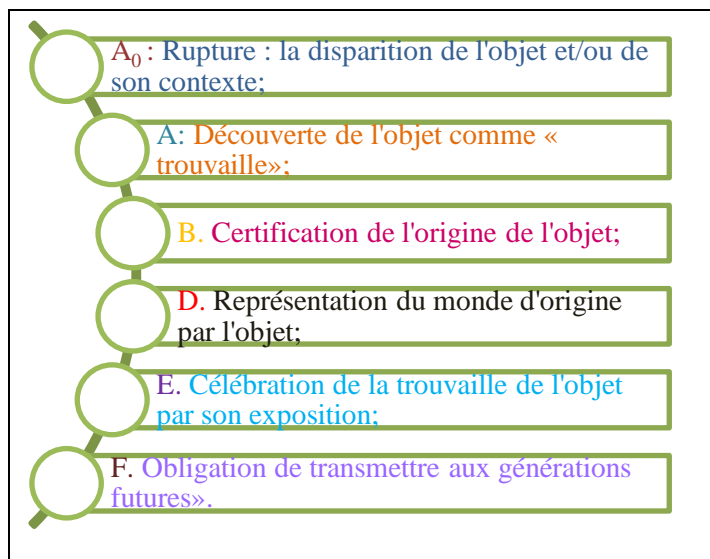 A₀ : Rupture : la disparition de l'objet et/ou de
son contexte;
A: Découverte de l'objet comme «
trouvaille»;
B. Certification de l'origine de l'objet;
D. Représentation du monde d'origine
par l'objet;
E. Célébration de la trouvaille de l'objet
par son exposition;
F. Obligation de transmettre aux générations
futures».